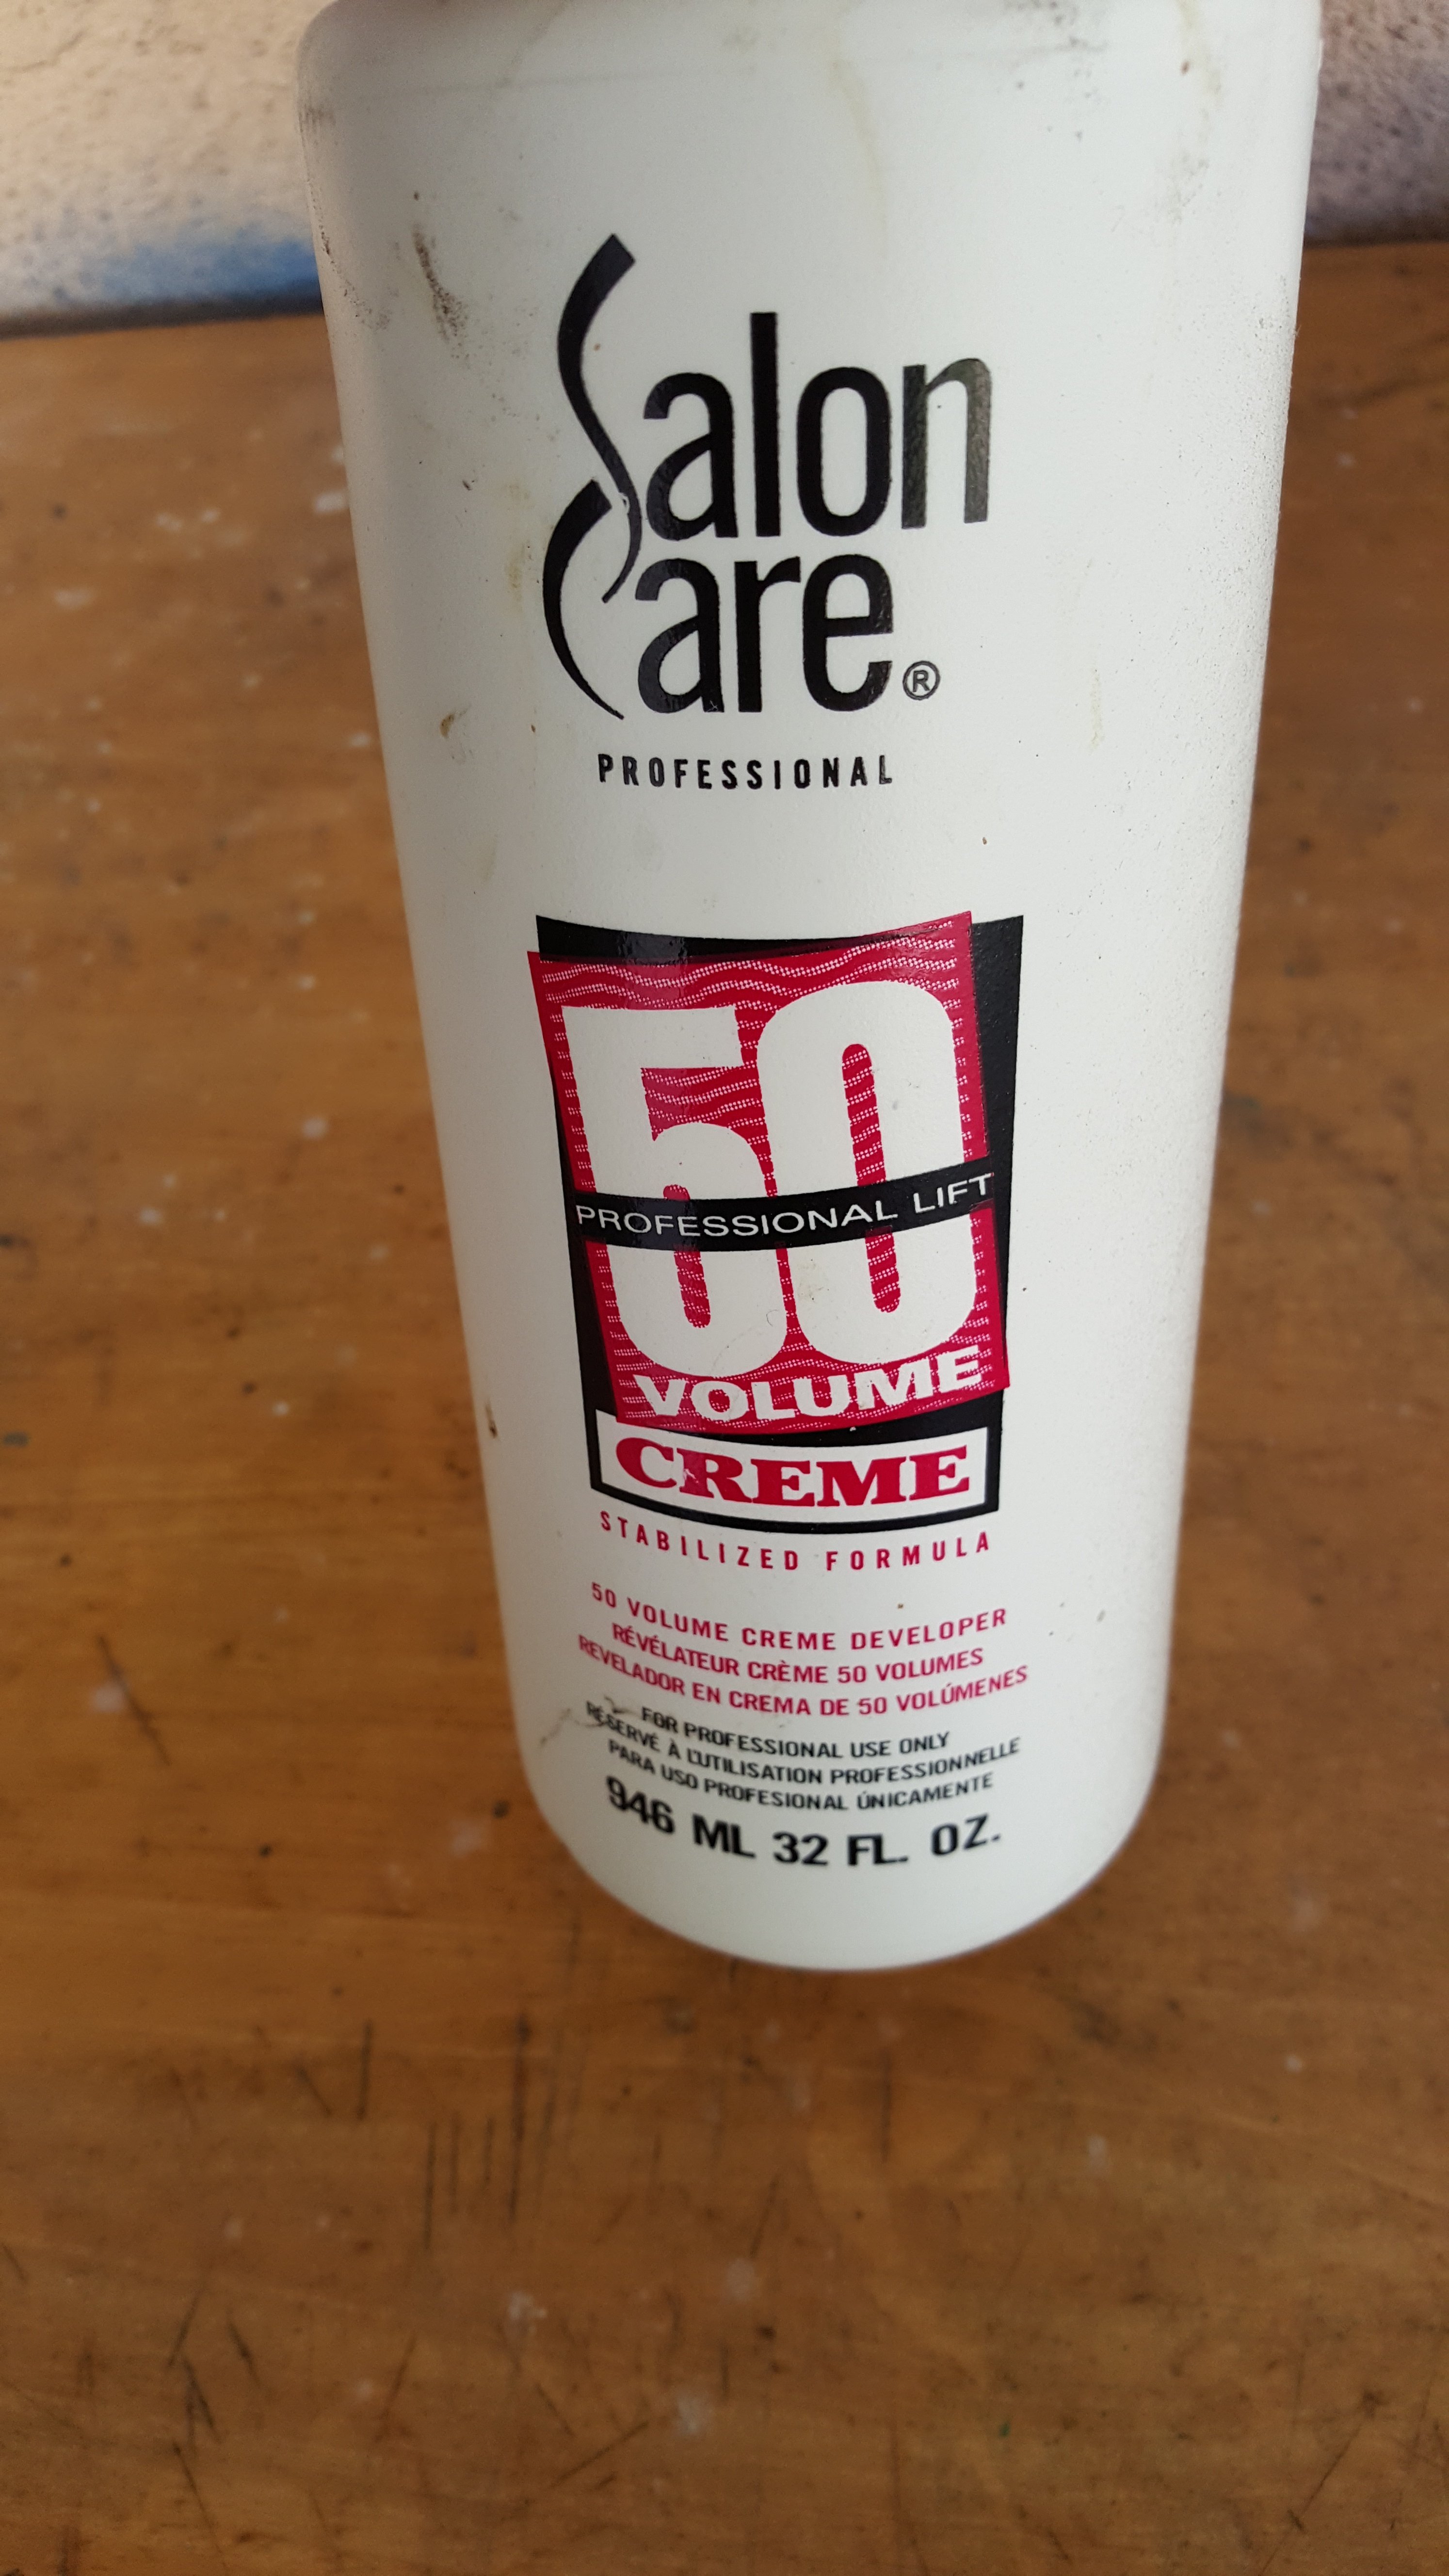 Salon
Care®
PROFESSIONAL
50
PROFESSIONAL LIFT
VOLUME
CREME
STABILIZED FORMULA
50 VOLUME CREME DEVELOPER
RÉVÉLATEUR CRÈME 50 VOLUMES
REVELADOR EN CREMA DE 50 VOLÚMENES
FOR PROFESSIONAL USE ONLY
RÉSERVÉ À L'UTILISATION PROFESSIONNELLE
PARA USO PROFESIONAL ÚNICAMENTE
946 ML 32 FL. OZ.